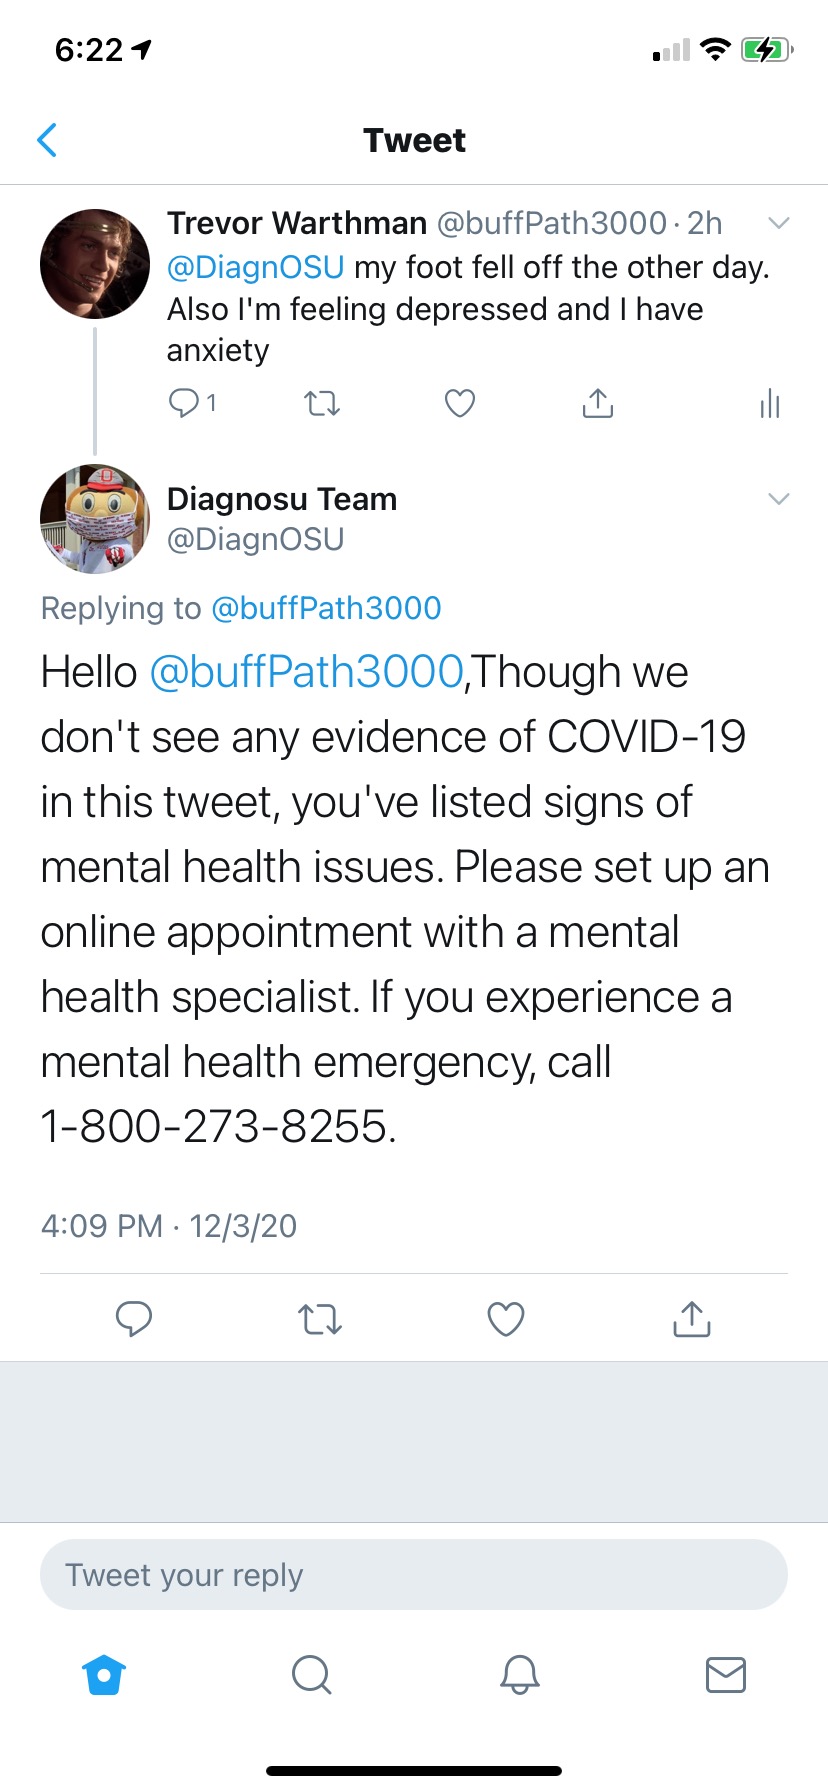 6:22
Tweet
Trevor Warthman @buffPath3000 · 2h
@DiagnOSU my foot fell off the other day.
Also I'm feeling depressed and I have
anxiety
1
Diagnosu Team
@DiagnOSU
Replying to @buffPath3000
Hello @buffPath3000,Though we
don't see any evidence of COVID-19
in this tweet, you've listed signs of
mental health issues. Please set up an
online appointment with a mental
health specialist. If you experience a
mental health emergency, call
1-800-273-8255.
4:09 PM · 12/3/20
Tweet your reply